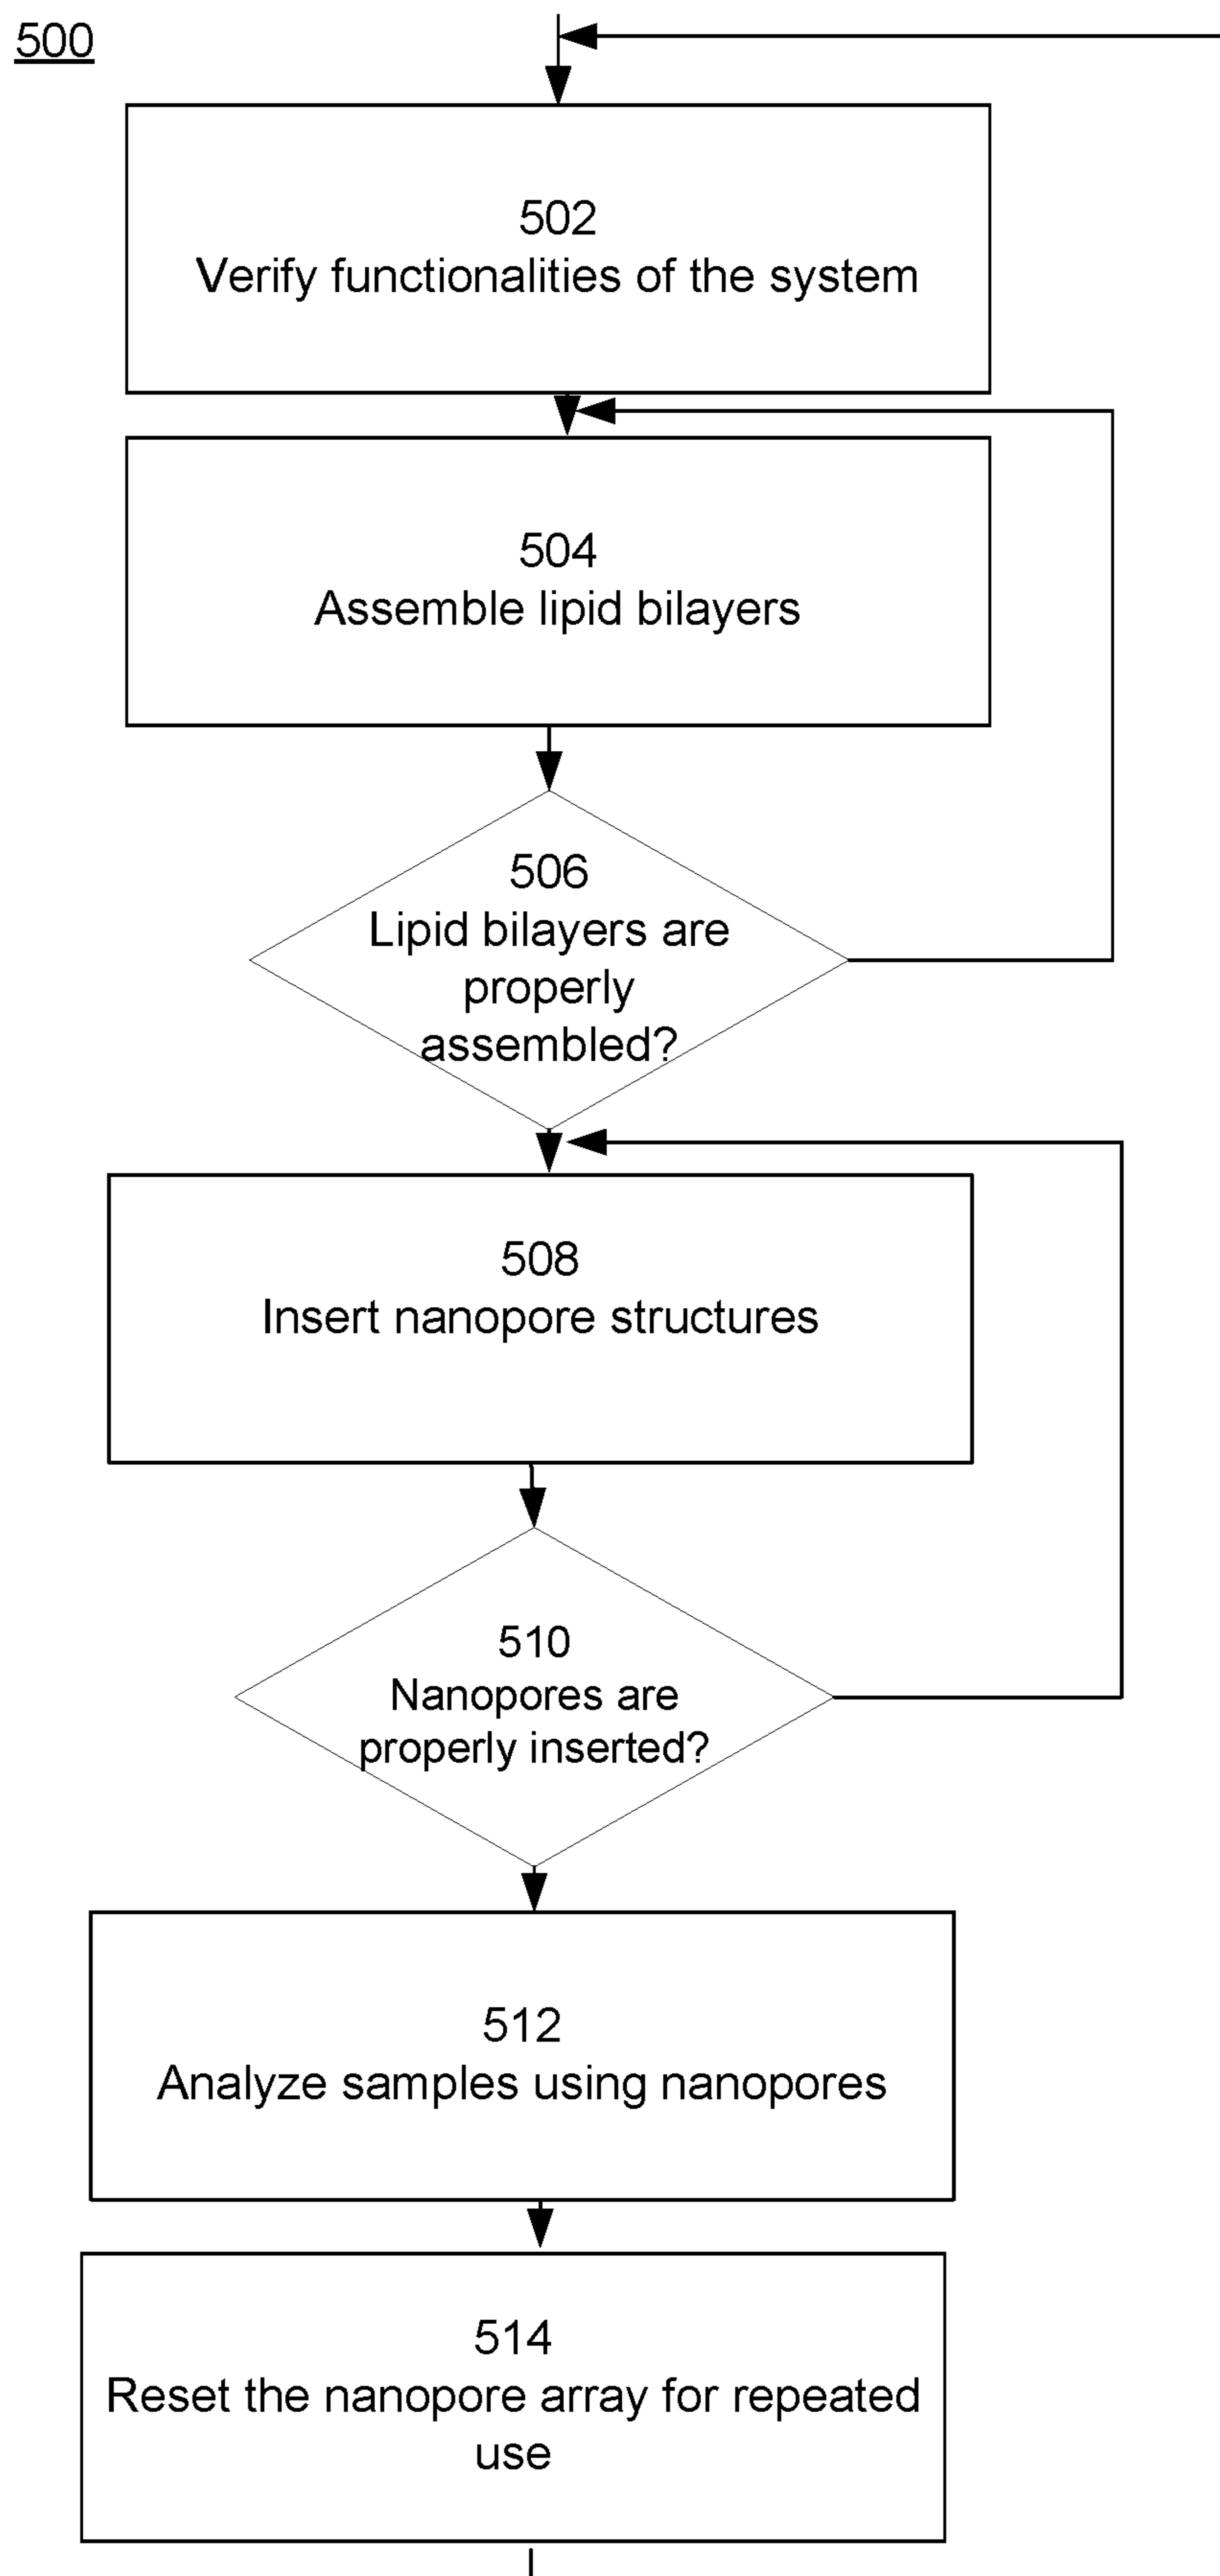 500
502
Verify functionalities of the system
504
Assemble lipid bilayers
506
Lipid bilayers are
properly
assembled?
508
Insert nanopore structures
510
Nanopores are
properly inserted?
512
Analyze samples using nanopores
514
Reset the nanopore array for repeated
use